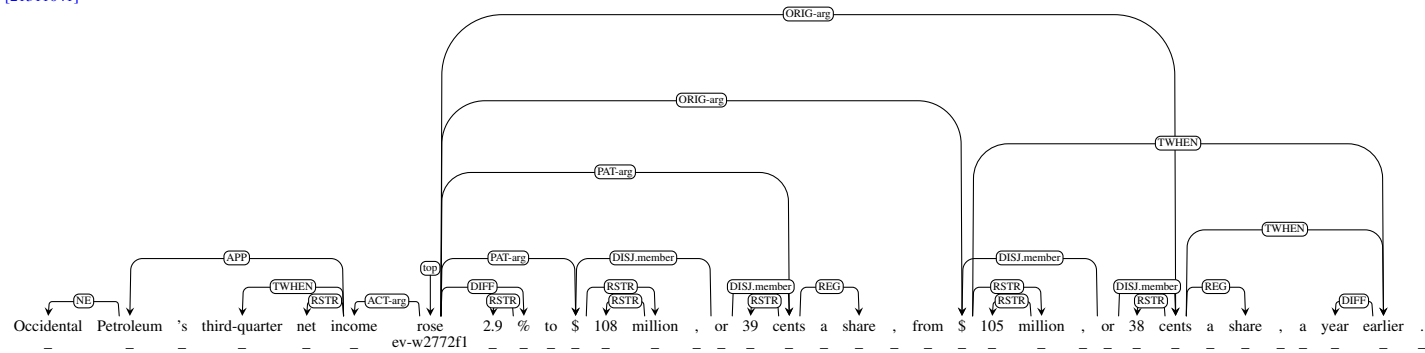 ORIG-arg
ORIG-arg
TWHEN
PAT-arg
TWHEN
APP PAT-arg DISJ.member DISJ.member
top
TWHEN DIFF RSTR DISJ.member REG RSTR DISJ.member REG
NE RSTR ACT-arg RSTR RSTR RSTR RSTR RSTR DIFF
Occidental Petroleum 's third-quarter net income rose 2.9 % to $ 108 million , or 39 cents a share , from $ 105 million , or 38 cents a share , a year earlier .
_ _ _ _ _ _ ev-w2772f1 _ _ _ _ _ _ _ _ _ _ _ _ _ _ _ _ _ _ _ _ _ _ _ _ _ _ _ _